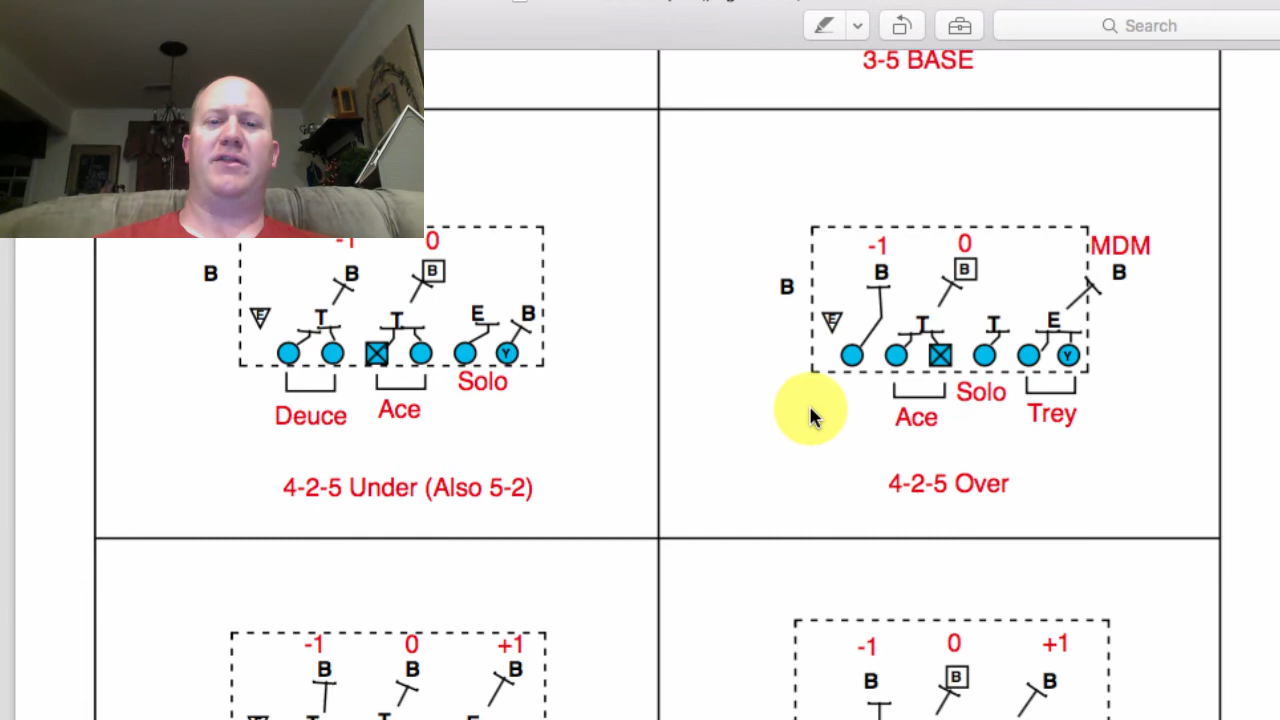 Search
3-5 BASE
-1 0
B B B
E T T E B
Y
Deuce Ace Solo
4-2-5 Under (Also 5-2)
-1 0 MDM
B B B B
E T T E
Y
Ace Solo Trey
4-2-5 Over
-1 0 +1
B B B
-1 0 +1
B B B